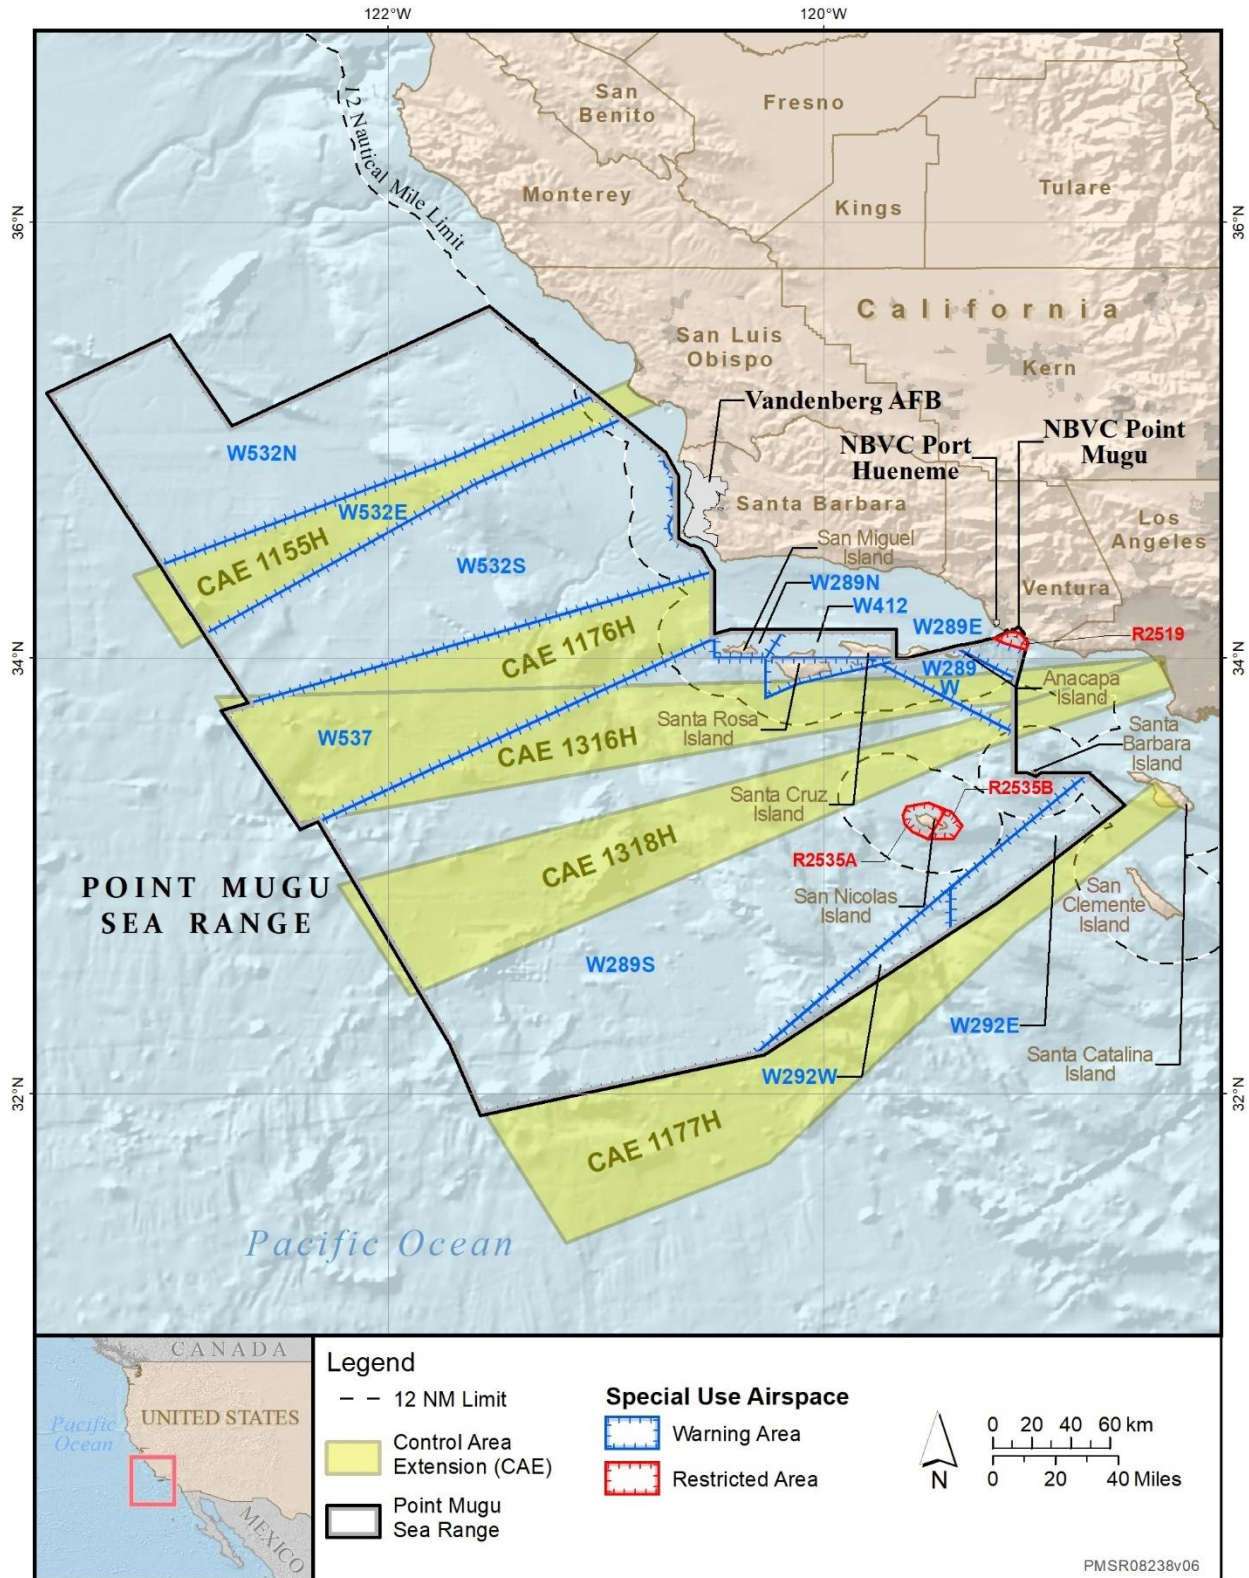 122°W
120°W
San
Benito
Fresno
12 Nautical Mile Limit
Monterey
Tulare
Kings
36°N
36°N
California
San Luis
Obispo
Kern
Vandenberg AFB
NBVC Point
Mugu
NBVC Port
Hueneme
W532N
W532E
Santa Barbara
Los
Angeles
CAE 1155H
W532S
San Miguel
Island
W289N
Ventura
W412
W289E
R2519
CAE 1176H
34°N
34°N
W289
W
Anacapa
Island
Santa Rosa
Island
Santa
Barbara
Island
W537
CAE 1316H
Santa Cruz
Island
R2535B
CAE 1318H
R2535A
POINT MUGU
SEA RANGE
San Nicolas
Island
San
Clemente
Island
W289S
W292E
Santa Catalina
Island
W292W
32°N
32°N
CAE 1177H
Pacific Ocean
CANADA
Pacific
Ocean
UNITED STATES
MEXICO
Legend
12 NM Limit
Control Area
Extension (CAE)
Point Mugu
Sea Range
Special Use Airspace
Warning Area
Restricted Area
N
0 20 40 60 km
0 20 40 Miles
PMSR08238v06